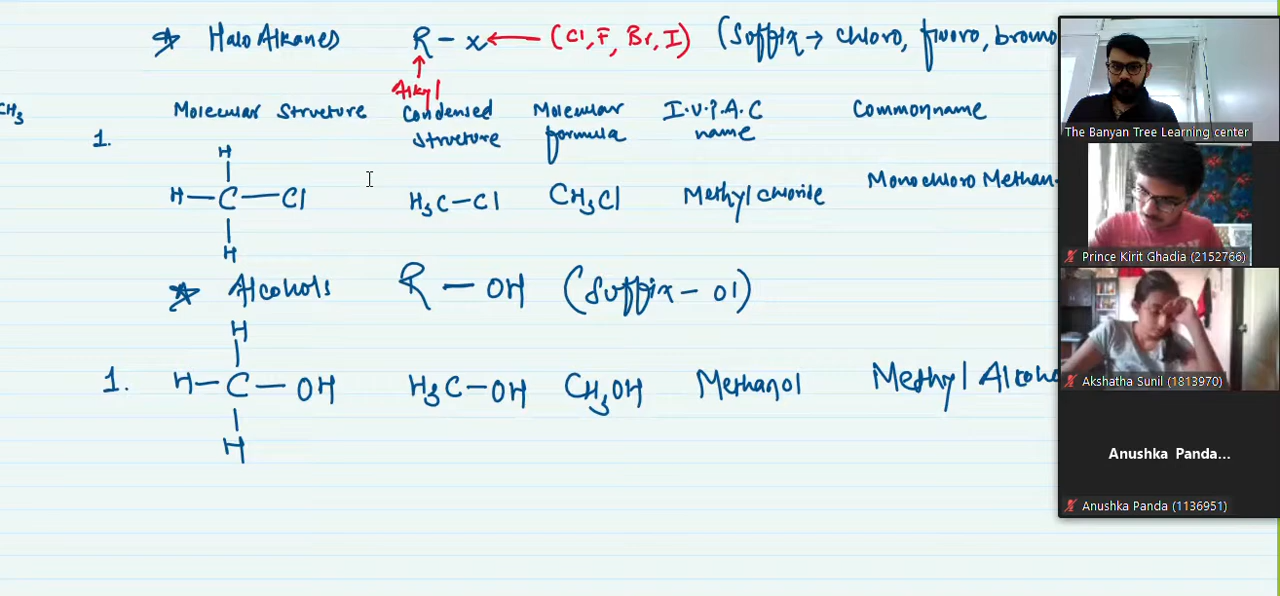 ☆ Halo Alkanes R – x ← (Cl, F, Br, I) (Suffix → chloro, fluoro, bromo
↑
Alkyl
CH3
Molecular Structure Condensed Structure Molecular formula I.U.P.A.C name Common name
1.
H
H – C – Cl H3C – Cl CH3Cl Methyl chloride Monochloro Methan
H
☆ Alcohols R – OH (Suffix – ol)
H
1. H – C – OH H3C – OH CH3OH Methanol Methyl Alcoho
H
The Banyan Tree Learning center
Prince Kirit Ghadia (2152766)
Akshatha Sunil (1813970)
Anushka Panda...
Anushka Panda (1136951)